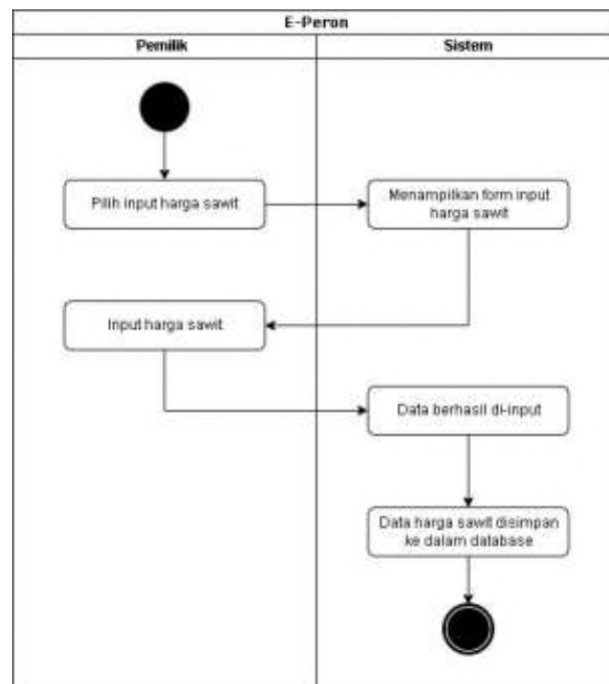 E-Peron
Pemilik
Sistem
Pilih input harga sawit
Menampilkan form input
harga sawit
Input harga sawit
Data berhasil di-input
Data harga sawit disimpan
ke dalam database